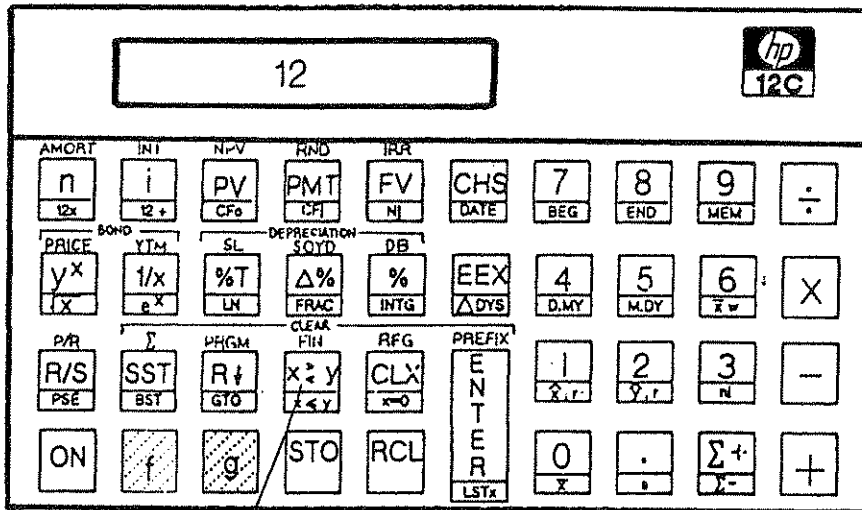 12
hp
12C
AMORT INT NPV RND IRR
n i PV PMT FV CHS 7 8 9 ÷
12x 12÷ CFo CFj Nj DATE BEG END MEM
BOND DEPRECIATION
PRICE YTM SL SOYD DB
y^x 1/x %T Δ% % EEX 4 5 6 X
√x e^x LN FRAC INTG ΔDYS D.MY M.DY x̄w
CLEAR
P/R Σ PRGM FIN REG PREFIX
R/S SST R↓ x≷y CLX ENTER 1 2 3 −
PSE BST GTO x≤y x=0 x̂,r ŷ,r n!
ON f g STO RCL 0 . Σ+ +
LSTx x̄ Σ-